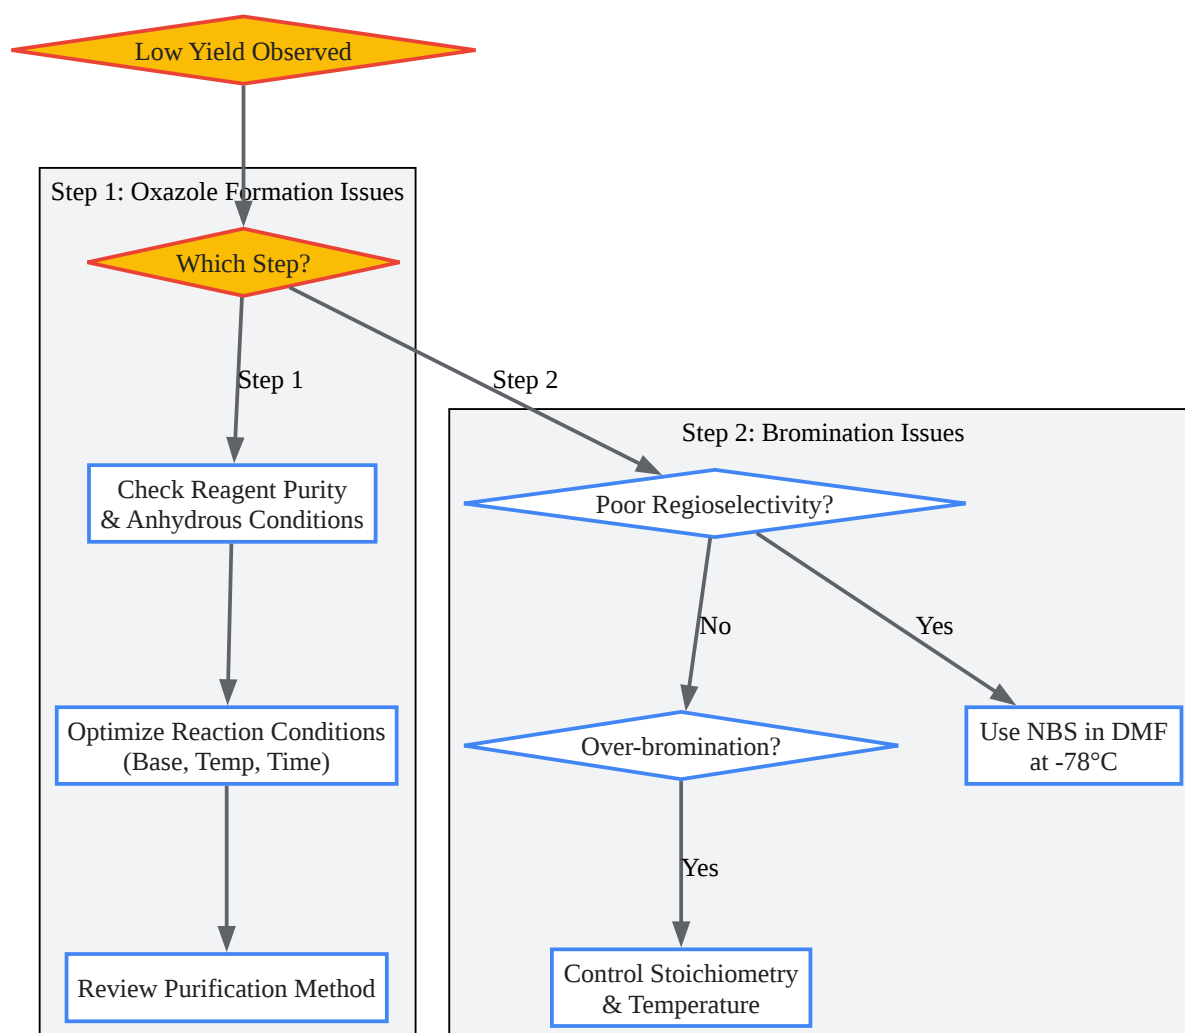 Low Yield Observed
Step 1: Oxazole Formation Issues
Which Step?
Step 1
Step 2
Step 2: Bromination Issues
Check Reagent Purity
& Anhydrous Conditions
Poor Regioselectivity?
No
Yes
Optimize Reaction Conditions
(Base, Temp, Time)
Over-bromination?
Use NBS in DMF
at -78°C
Yes
Review Purification Method
Control Stoichiometry
& Temperature